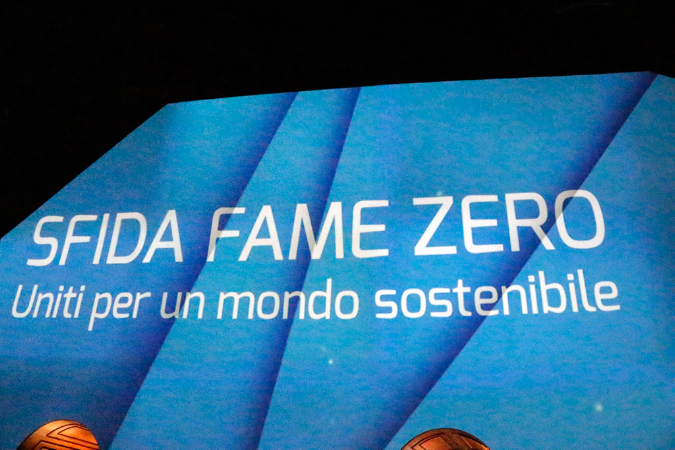 SFIDA FAME ZERO
Uniti per un mondo sostenibile